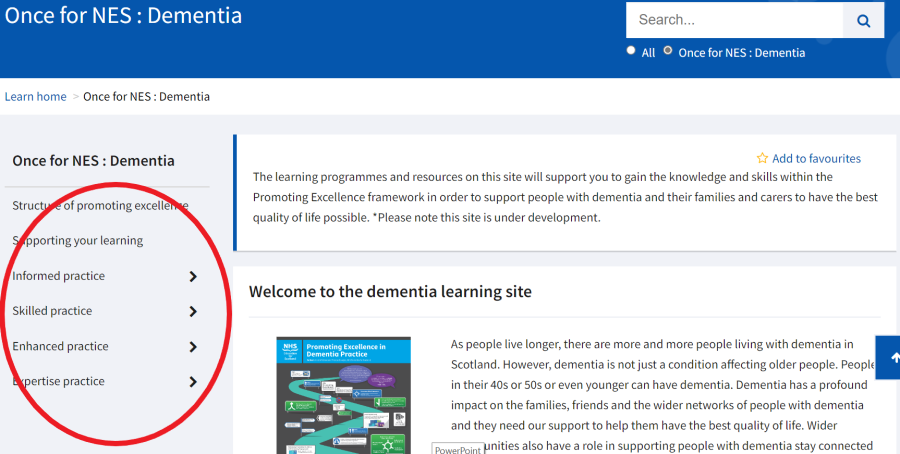 Once for NES : Dementia
Search...
All
Once for NES : Dementia
Learn home > Once for NES : Dementia
Once for NES : Dementia
Structure of promoting excellence
Supporting your learning
Informed practice
Skilled practice
Enhanced practice
Expertise practice
Add to favourites
The learning programmes and resources on this site will support you to gain the knowledge and skills within the
Promoting Excellence framework in order to support people with dementia and their families and carers to have the best
quality of life possible. *Please note this site is under development.
Welcome to the dementia learning site
NHS
Promoting Excellence in
Dementia Practice
As people live longer, there are more and more people living with dementia in
Scotland. However, dementia is not just a condition affecting older people. People
in their 40s or 50s or even younger can have dementia. Dementia has a profound
impact on the families, friends and the wider networks of people with dementia
and they need our support to help them have the best quality of life. Wider
PowerPoint
unities also have a role in supporting people with dementia stay connected